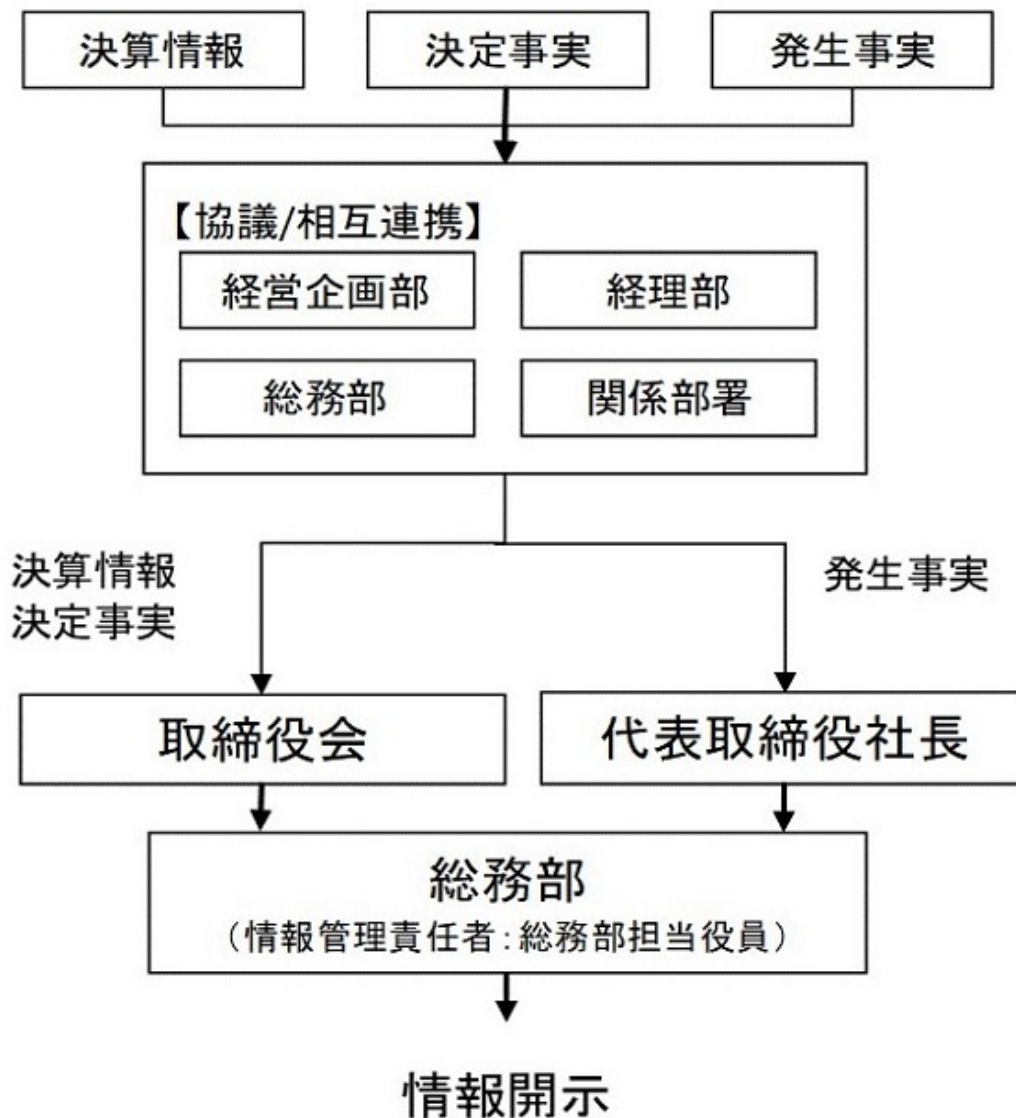 決算情報
決定事実
発生事実
【協議/相互連携】
経営企画部
経理部
総務部
関係部署
決算情報
決定事実
発生事実
取締役会
代表取締役社長
総務部
（情報管理責任者：総務部担当役員）
情報開示